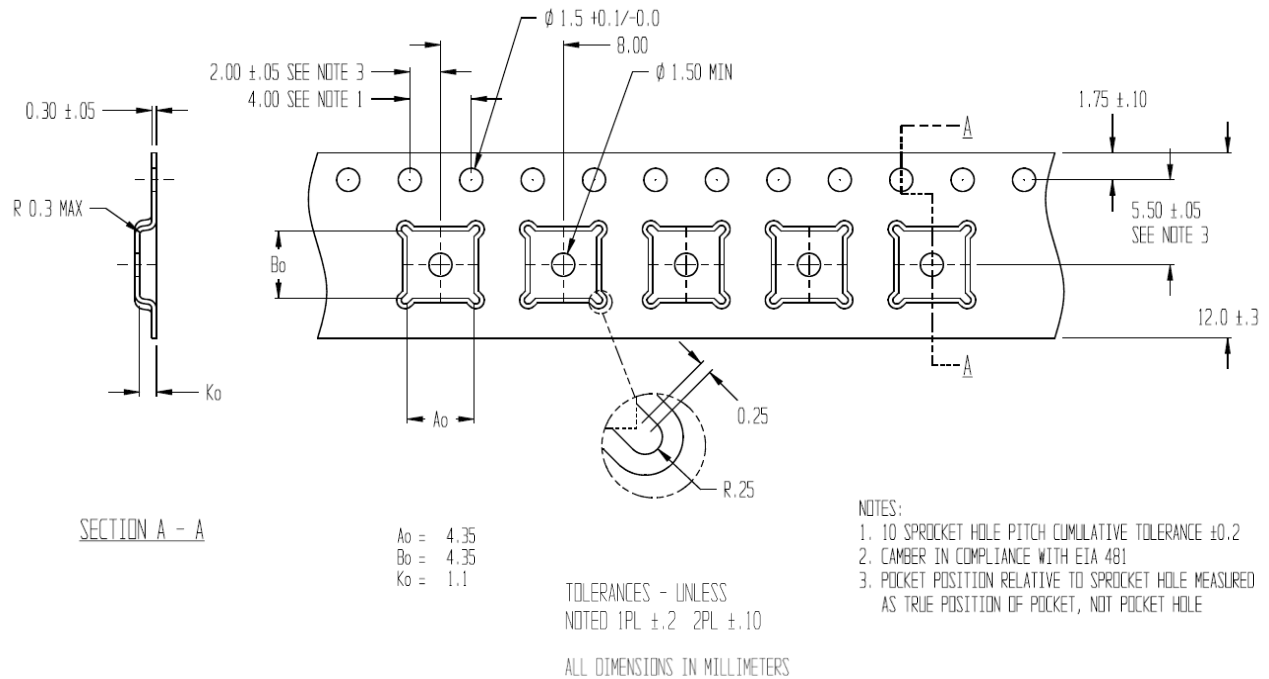 Ø 1.5 +0.1/-0.0
8.00
2.00 ±.05 SEE NOTE 3
Ø 1.50 MIN
4.00 SEE NOTE 1
0.30 ±.05
1.75 ±.10
A
R 0.3 MAX
5.50 ±.05
SEE NOTE 3
Bo
12.0 ±.3
A
Ko
Ao
0.25
R.25
SECTION A - A
Ao = 4.35
Bo = 4.35
Ko = 1.1
NOTES:
1. 10 SPROCKET HOLE PITCH CUMULATIVE TOLERANCE ±0.2
2. CAMBER IN COMPLIANCE WITH EIA 481
3. POCKET POSITION RELATIVE TO SPROCKET HOLE MEASURED
AS TRUE POSITION OF POCKET, NOT POCKET HOLE
TOLERANCES - UNLESS
NOTED 1PL ±.2 2PL ±.10
ALL DIMENSIONS IN MILLIMETERS